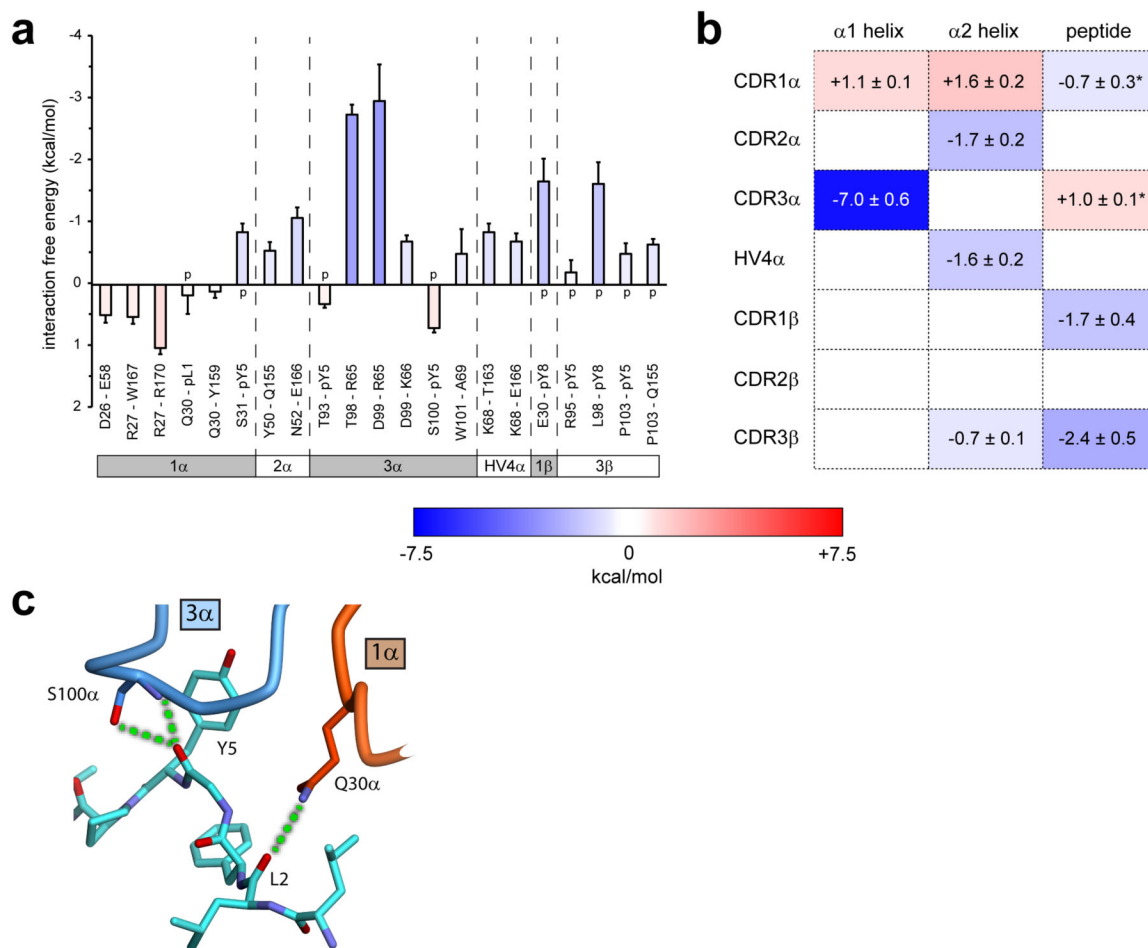 a
interaction free energy (kcal/mol)
-4
-3
-2
-1
0
1
2
p
p
p
p
p
p
p
p
p
D26 - E58
R27 - W167
R27 - R170
Q30 - pL1
Q30 - Y159
S31 - pY5
Y50 - Q155
N52 - E166
T93 - pY5
T98 - R65
D99 - R65
D99 - K66
S100 - pY5
W101 - A69
K68 - T163
K68 - E166
E30 - pY8
R95 - pY5
L98 - pY8
P103 - pY5
P103 - Q155
1α 2α 3α HV4α 1β 3β
b
α1 helix α2 helix peptide
CDR1α +1.1 ± 0.1 +1.6 ± 0.2 -0.7 ± 0.3*
CDR2α -1.7 ± 0.2
CDR3α -7.0 ± 0.6 +1.0 ± 0.1*
HV4α -1.6 ± 0.2
CDR1β -1.7 ± 0.4
CDR2β
CDR3β -0.7 ± 0.1 -2.4 ± 0.5
-7.5 0 +7.5
kcal/mol
c
3α
1α
S100α
Y5
Q30α
L2